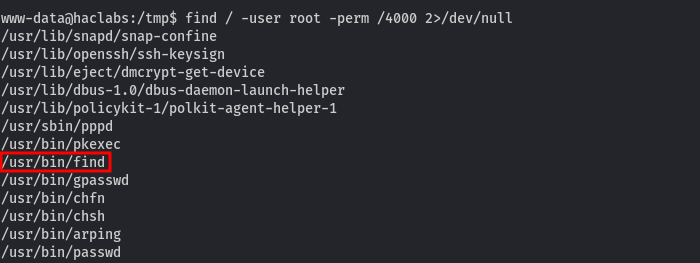 www-data@haclabs:/tmp$ find / -user root -perm /4000 2>/dev/null
/usr/lib/snapd/snap-confine
/usr/lib/openssh/ssh-keysign
/usr/lib/eject/dmcrypt-get-device
/usr/lib/dbus-1.0/dbus-daemon-launch-helper
/usr/lib/policykit-1/polkit-agent-helper-1
/usr/sbin/pppd
/usr/bin/pkexec
/usr/bin/find
/usr/bin/gpasswd
/usr/bin/chfn
/usr/bin/chsh
/usr/bin/arping
/usr/bin/passwd